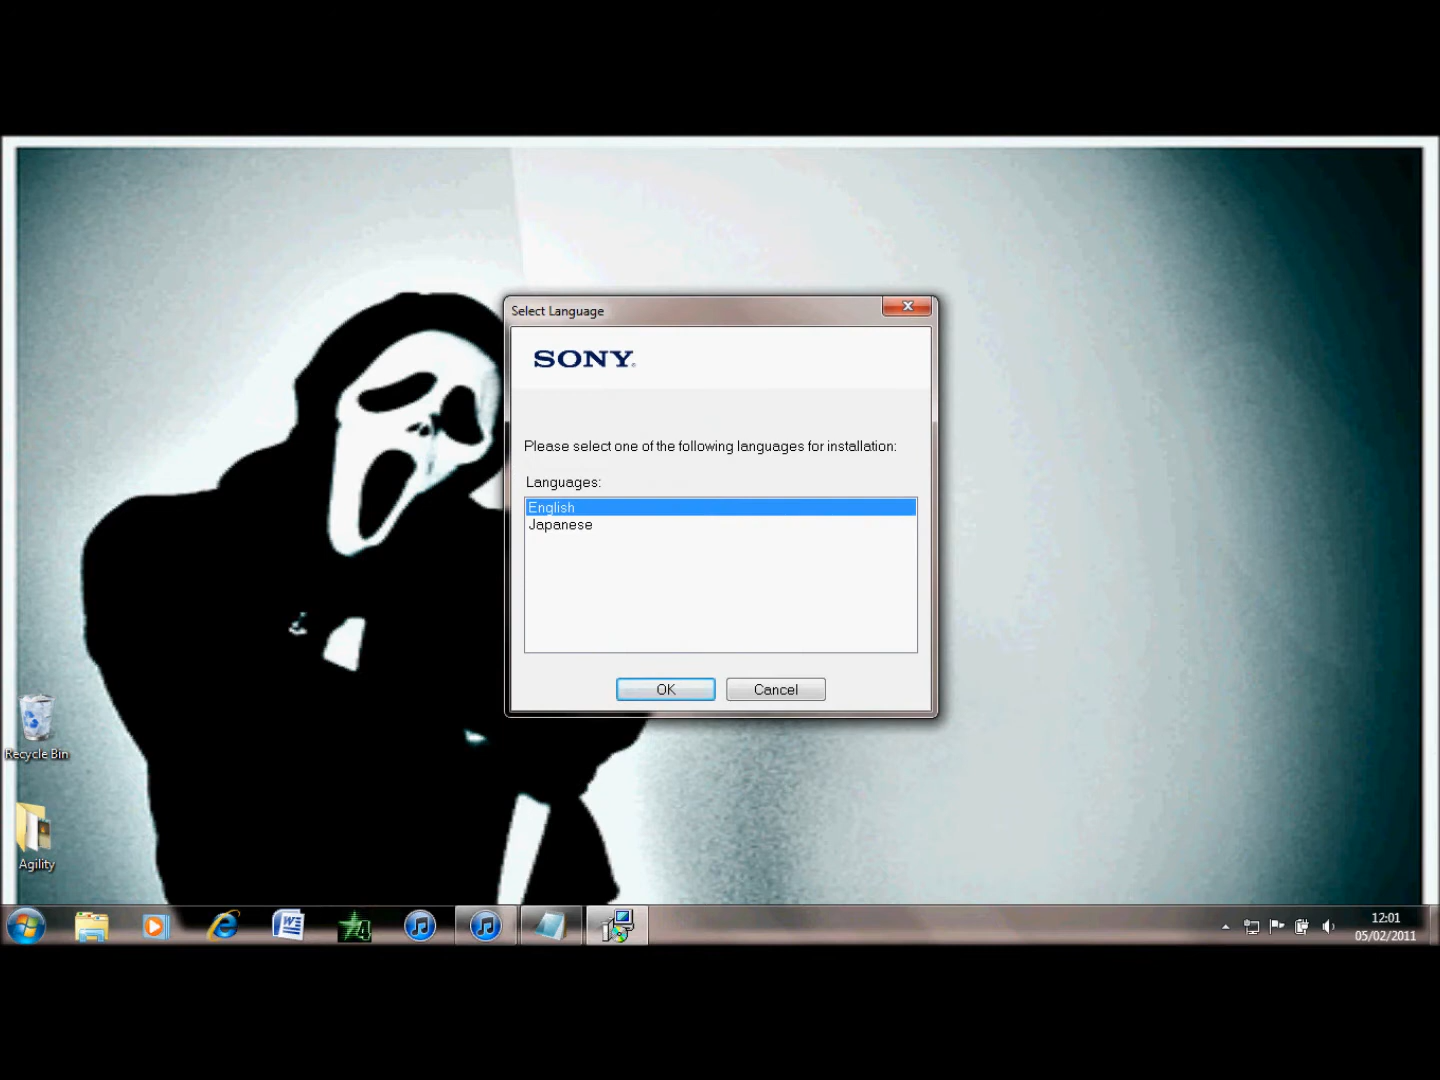 Select Language
SONY
Please select one of the following languages for installation:
Languages:
English
Japanese
OK
Cancel
Recycle Bin
Agility
12:01
05/02/2011